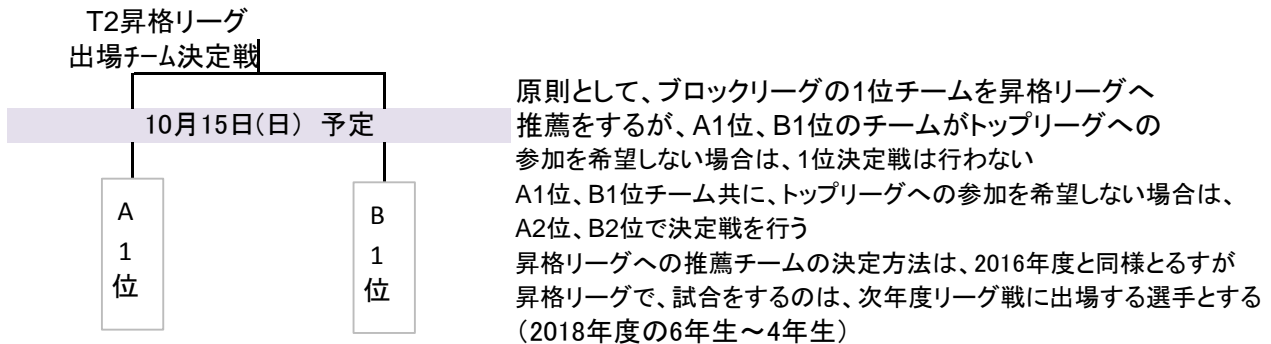 T2昇格リーグ
出場チーム決定戦
10月15日(日) 予定
A
1
位
B
1
位
原則として、ブロックリーグの1位チームを昇格リーグへ
推薦をするが、A1位、B1位のチームがトップリーグへの
参加を希望しない場合は、1位決定戦は行わない
A1位、B1位チーム共に、トップリーグへの参加を希望しない場合は、
A2位、B2位で決定戦を行う
昇格リーグへの推薦チームの決定方法は、2016年度と同様とるすが
昇格リーグで、試合をするのは、次年度リーグ戦に出場する選手とする
(2018年度の6年生~4年生)